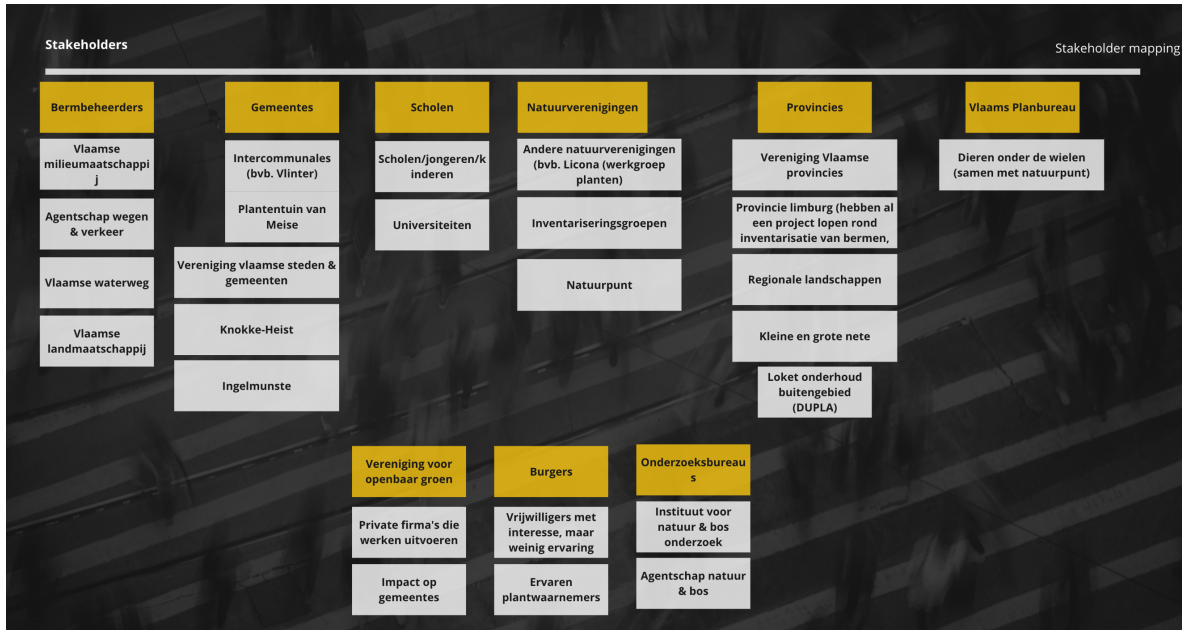 Stakeholders
Stakeholder mapping
Bermbeheerders
Vlaamse
milieumaatschappi
j
Agentschap wegen
& verkeer
Vlaamse waterweg
Vlaamse
landmaatschappij
Gemeentes
Intercommunales
(bvb. Vlinter)
Plantentuin van
Meise
Vereniging vlaamse steden &
gemeenten
Knokke-Heist
Ingelmunste
Scholen
Scholen/jongeren/k
inderen
Universiteiten
Natuurverenigingen
Andere natuurverenigingen
(bvb. Licona (werkgroep
planten)
Inventariseringsgroepen
Natuurpunt
Provincies
Vereniging Vlaamse
provincies
Provincie limburg (hebben al
een project lopen rond
inventarisatie van bermen,
Regionale landschappen
Kleine en grote nete
Loket onderhoud
buitengebied
(DUPLA)
Vlaams Planbureau
Dieren onder de wielen
(samen met natuurpunt)
Vereniging voor
openbaar groen
Private firma's die
werken uitvoeren
Impact op
gemeentes
Burgers
Vrijwilligers met
interesse, maar
weinig ervaring
Ervaren
plantwaarnemers
Onderzoeksbureau
s
Instituut voor
natuur & bos
onderzoek
Agentschap natuur
& bos